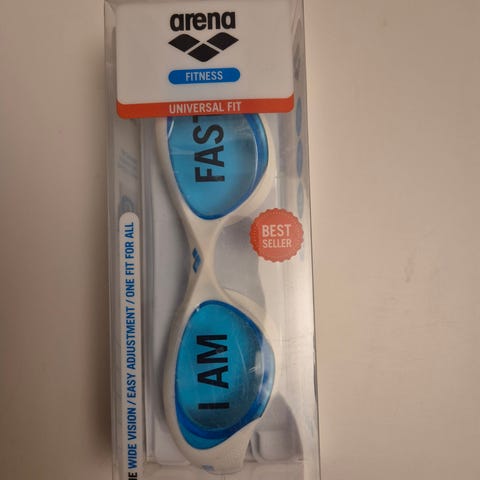 arena
FITNESS
UNIVERSAL FIT
FAST
BEST
SELLER
I AM
WIDE VISION / EASY ADJUSTMENT / ONE FIT FOR ALL